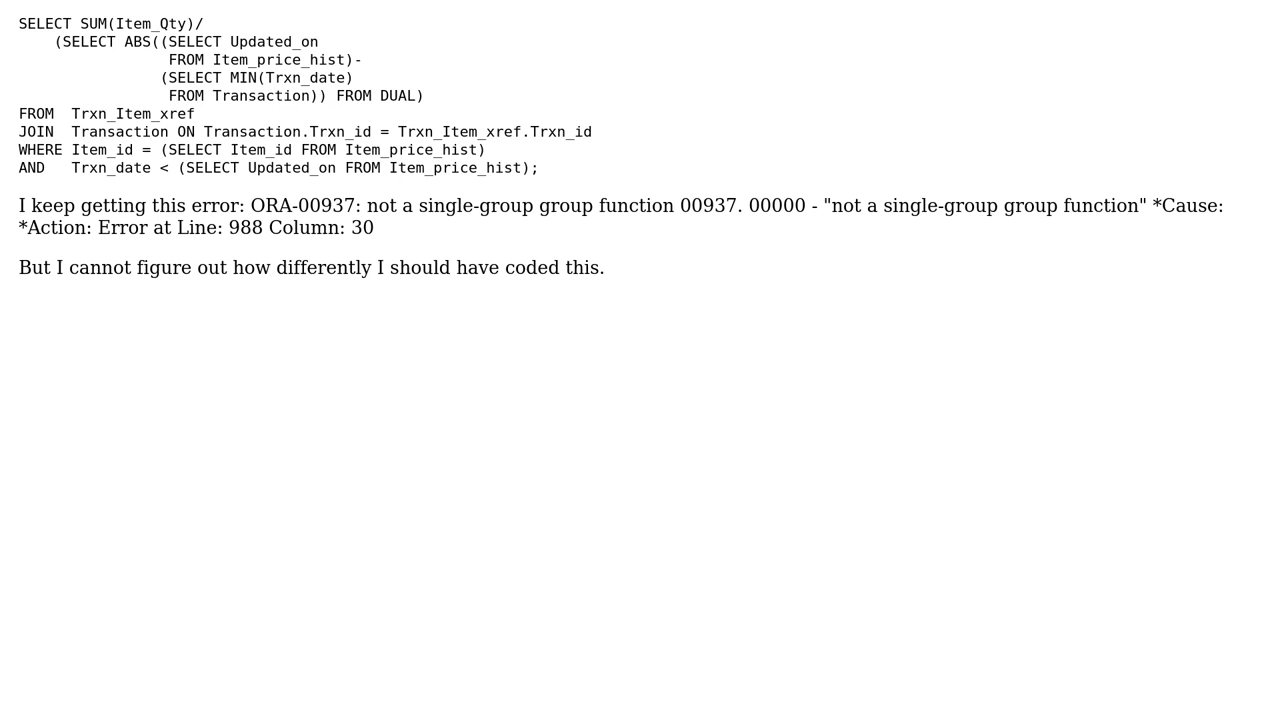 SELECT SUM(Item_Qty)/
    (SELECT ABS((SELECT Updated_on
                 FROM Item_price_hist)-
                (SELECT MIN(Trxn_date)
                 FROM Transaction)) FROM DUAL)
FROM  Trxn_Item_xref
JOIN  Transaction ON Transaction.Trxn_id = Trxn_Item_xref.Trxn_id
WHERE Item_id = (SELECT Item_id FROM Item_price_hist)
AND   Trxn_date < (SELECT Updated_on FROM Item_price_hist);
I keep getting this error: ORA-00937: not a single-group group function 00937. 00000 - "not a single-group group function" *Cause:
*Action: Error at Line: 988 Column: 30
But I cannot figure out how differently I should have coded this.